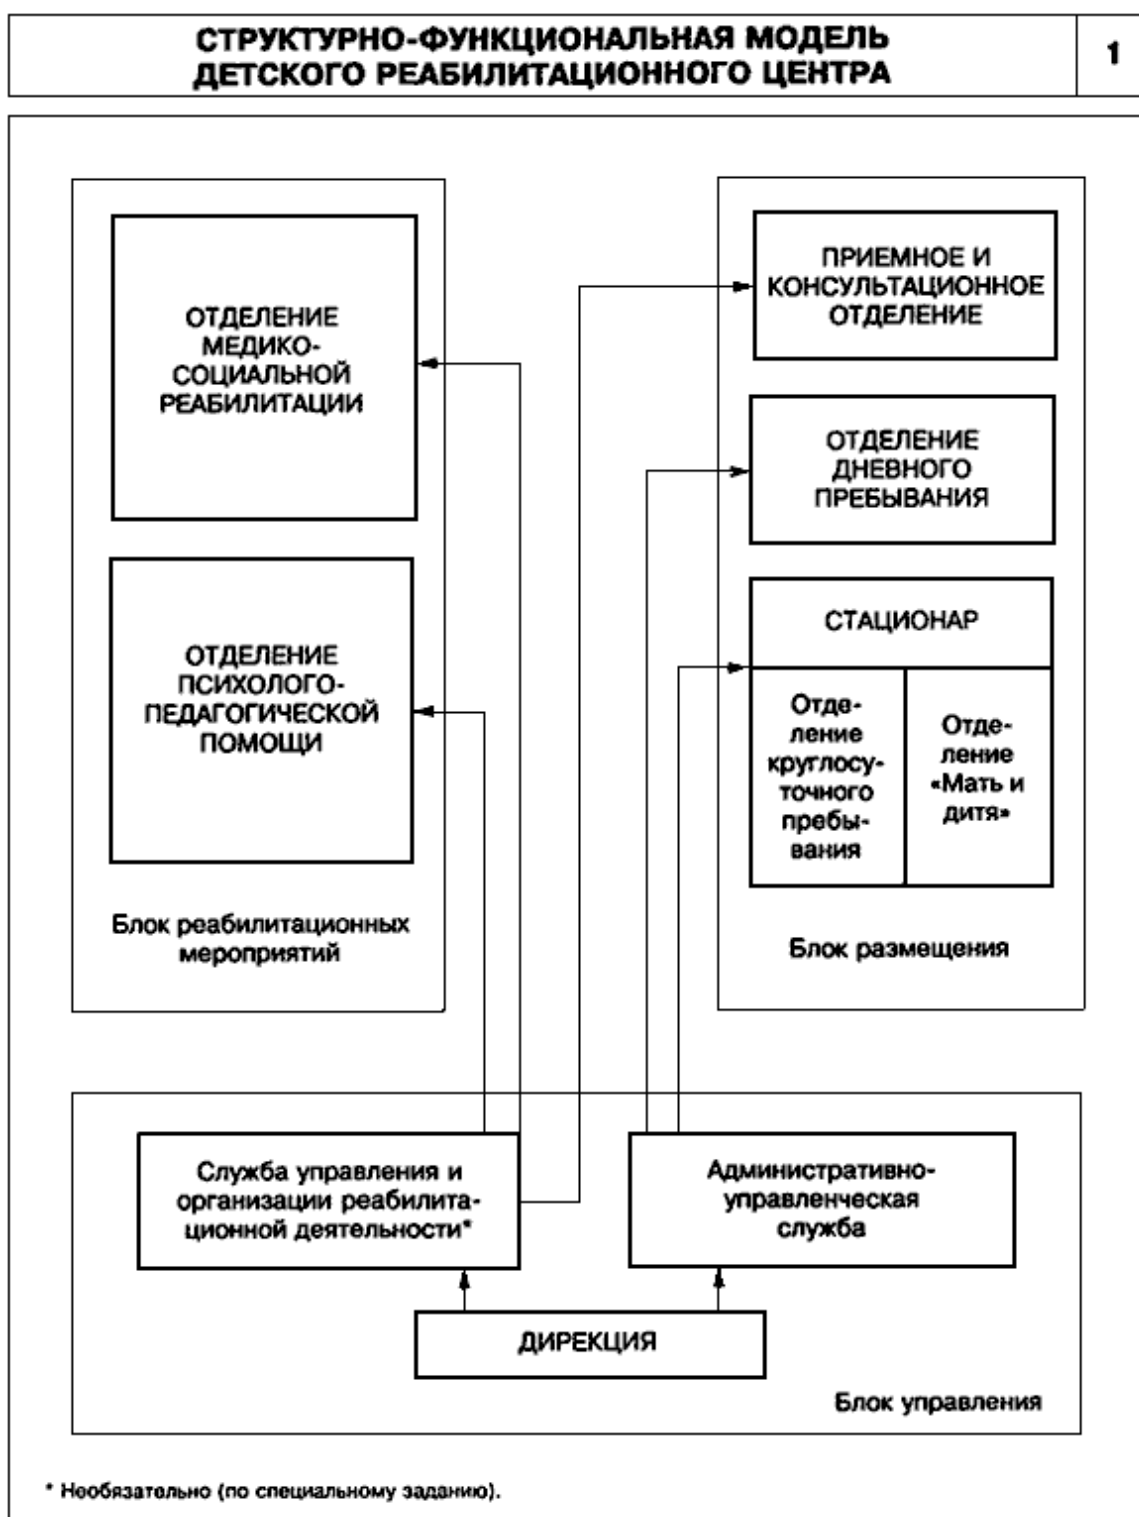 СТРУКТУРНО-ФУНКЦИОНАЛЬНАЯ МОДЕЛЬ
ДЕТСКОГО РЕАБИЛИТАЦИОННОГО ЦЕНТРА
1
ОТДЕЛЕНИЕ
МЕДИКО-
СОЦИАЛЬНОЙ
РЕАБИЛИТАЦИИ
ОТДЕЛЕНИЕ
ПСИХОЛОГО-
ПЕДАГОГИЧЕСКОЙ
ПОМОЩИ
Блок реабилитационных
мероприятий
ПРИЕМНОЕ И
КОНСУЛЬТАЦИОННОЕ
ОТДЕЛЕНИЕ
ОТДЕЛЕНИЕ
ДНЕВНОГО
ПРЕБЫВАНИЯ
СТАЦИОНАР
Отде-
ление
круглосу-
точного
пребы-
вания
Отде-
ление
«Мать и
дитя»
Блок размещения
Служба управления и
организации реабилита-
ционной деятельности*
Административно-
управленческая
служба
ДИРЕКЦИЯ
Блок управления
* Необязательно (по специальному заданию).